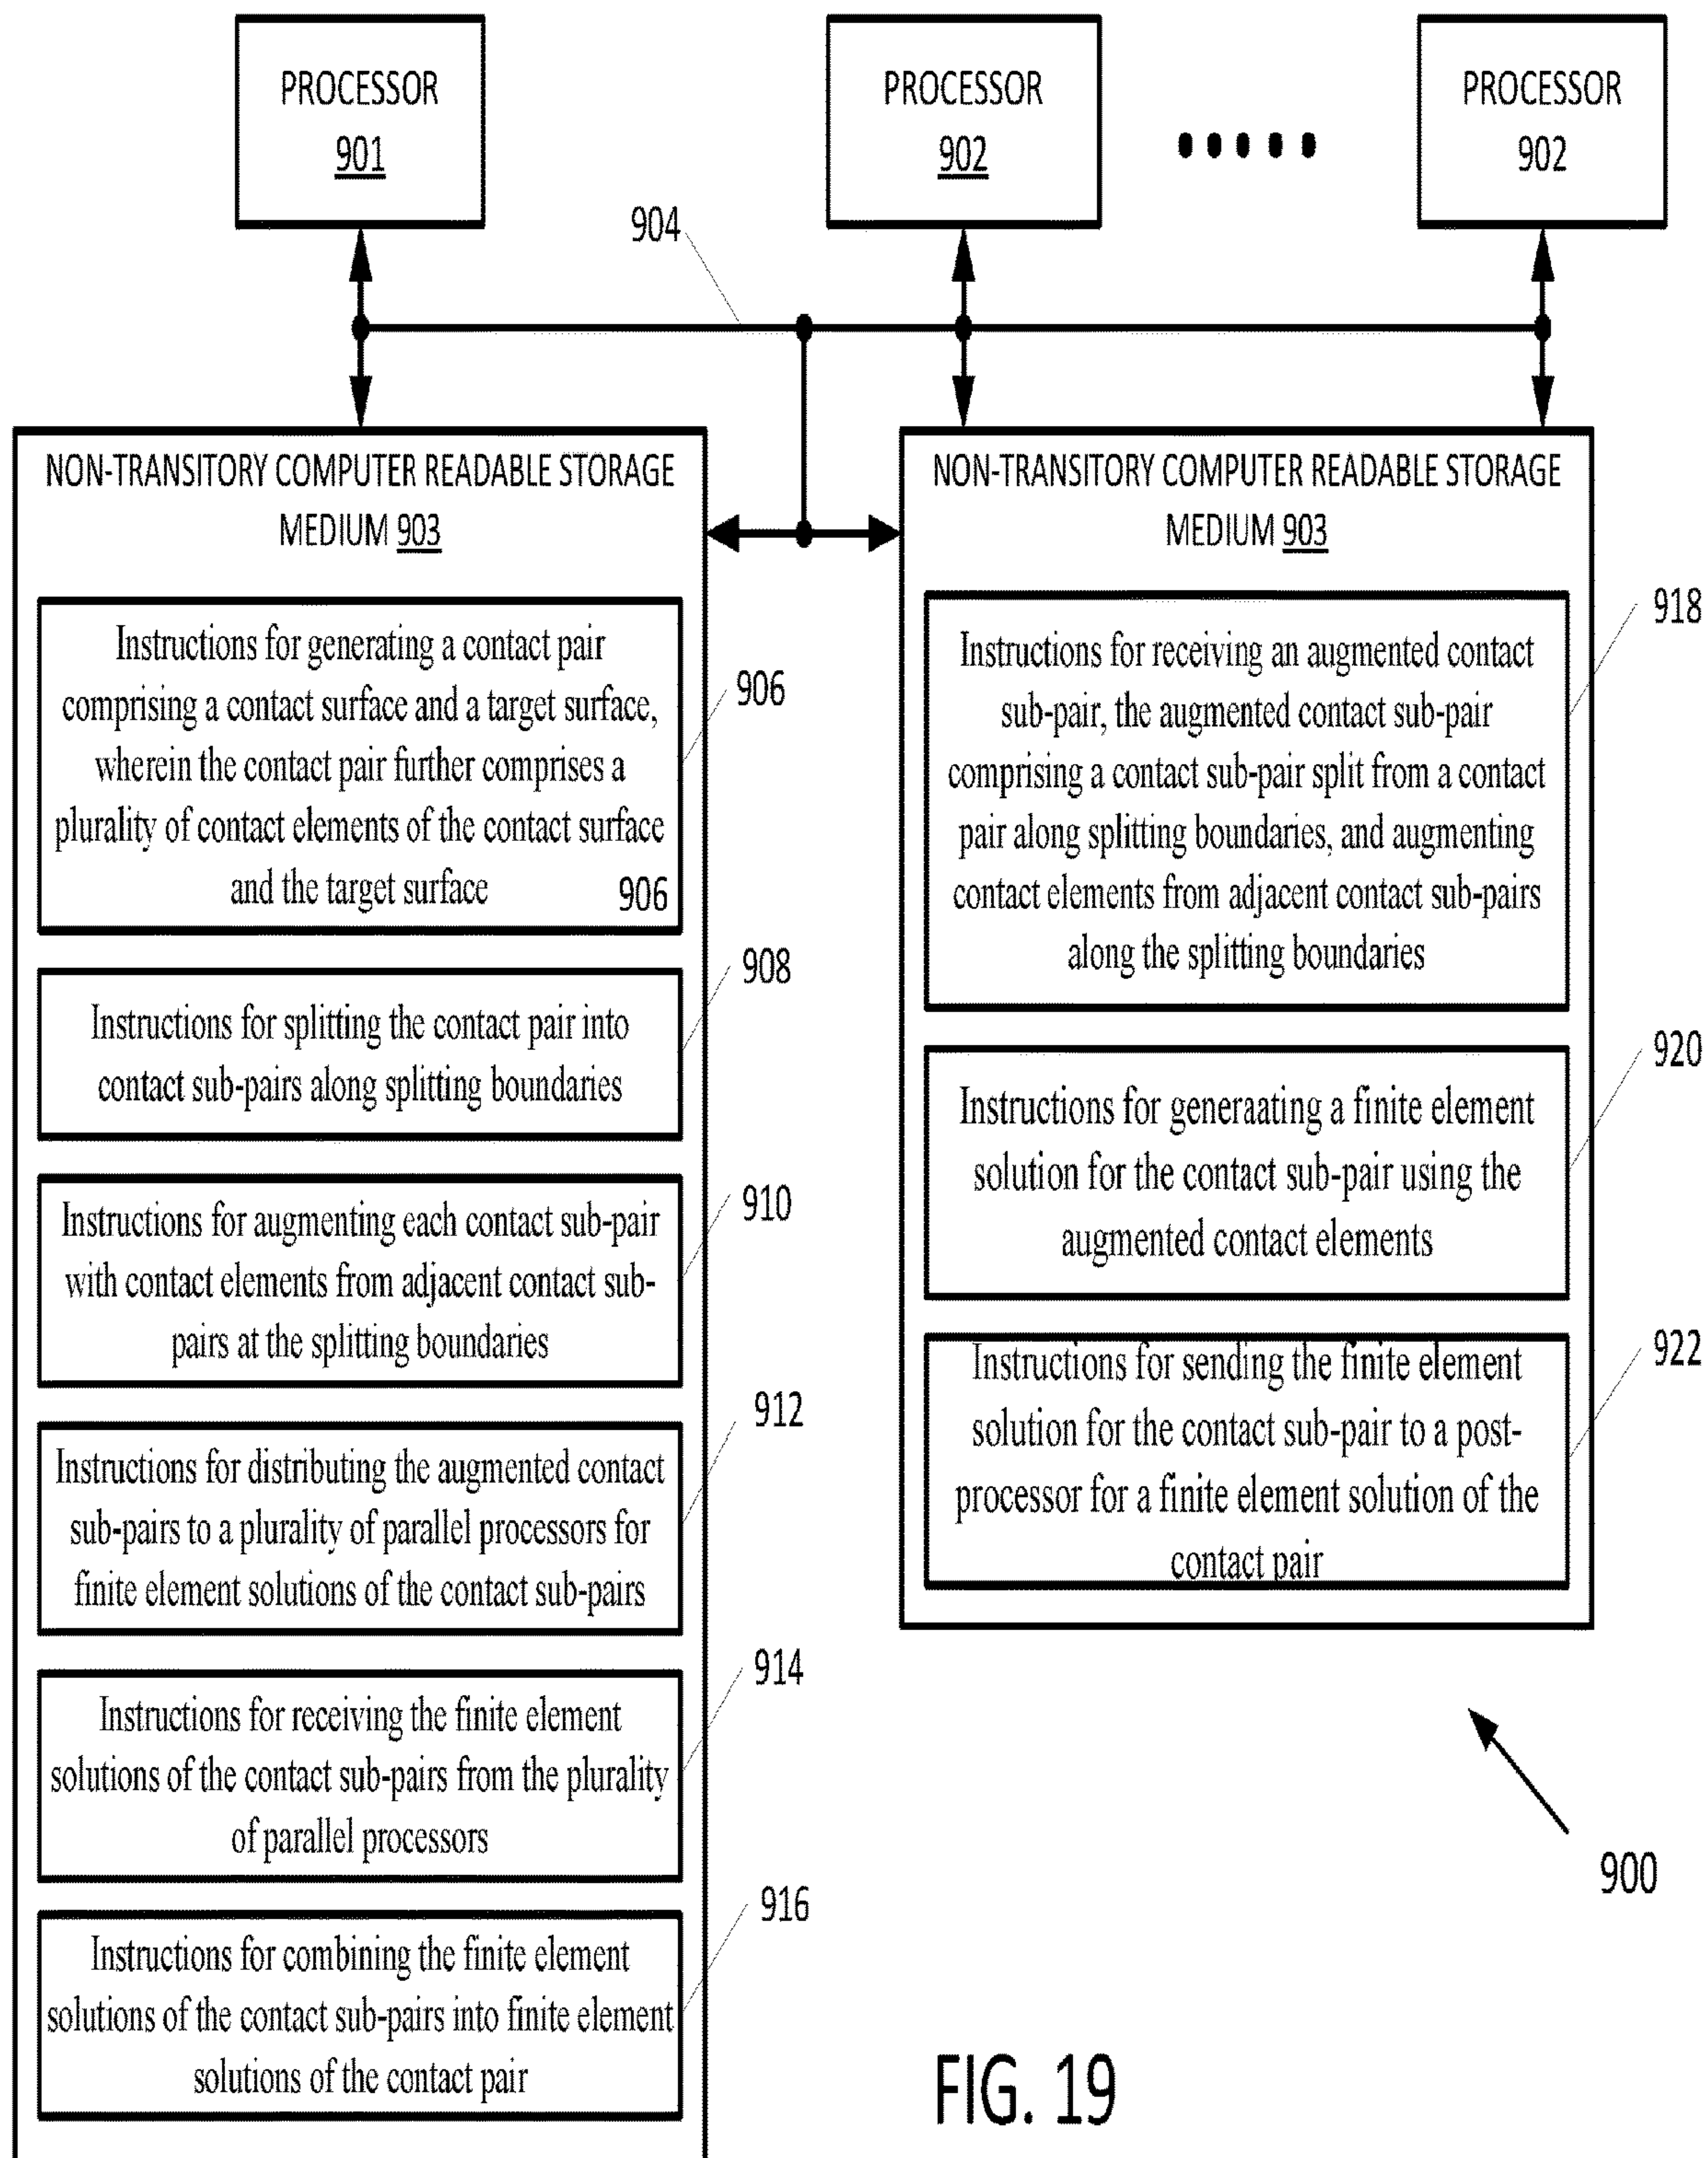 PROCESSOR
901
PROCESSOR
902
PROCESSOR
902
904
NON-TRANSITORY COMPUTER READABLE STORAGE
MEDIUM 903
Instructions for generating a contact pair
comprising a contact surface and a target surface,
wherein the contact pair further comprises a
plurality of contact elements of the contact surface
and the target surface
906
906
Instructions for splitting the contact pair into
contact sub-pairs along splitting boundaries
908
Instructions for augmenting each contact sub-pair
with contact elements from adjacent contact sub-
pairs at the splitting boundaries
910
Instructions for distributing the augmented contact
sub-pairs to a plurality of parallel processors for
finite element solutions of the contact sub-pairs
912
Instructions for receiving the finite element
solutions of the contact sub-pairs from the plurality
of parallel processors
914
Instructions for combining the finite element
solutions of the contact sub-pairs into finite element
solutions of the contact pair
916
NON-TRANSITORY COMPUTER READABLE STORAGE
MEDIUM 903
Instructions for receiving an augmented contact
sub-pair, the augmented contact sub-pair
comprising a contact sub-pair split from a contact
pair along splitting boundaries, and augmenting
contact elements from adjacent contact sub-pairs
along the splitting boundaries
918
Instructions for generaating a finite element
solution for the contact sub-pair using the
augmented contact elements
920
Instructions for sending the finite element
solution for the contact sub-pair to a post-
processor for a finite element solution of the
contact pair
922
900
FIG. 19